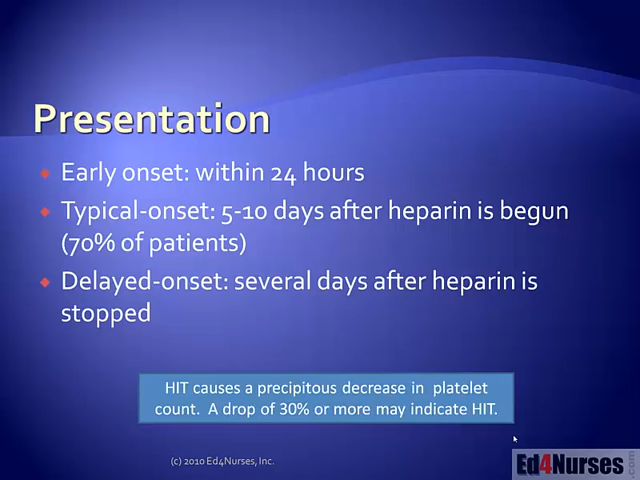 Presentation
Early onset: within 24 hours
Typical-onset: 5-10 days after heparin is begun
(70% of patients)
Delayed-onset: several days after heparin is
stopped
HIT causes a precipitous decrease in platelet
count. A drop of 30% or more may indicate HIT.
(c) 2010 Ed4Nurses, Inc.
Ed4Nurses.com